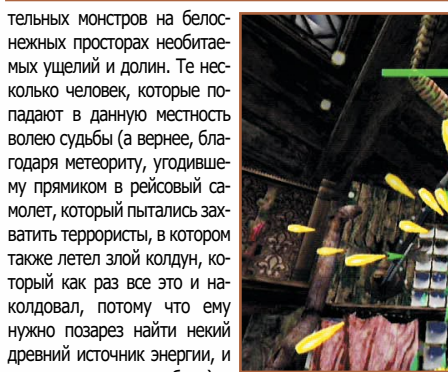 тельных монстров на белос-
нежных просторах необитае-
мых ущелий и долин. Те нес-
колько человек, которые по-
падают в данную местность
волею судьбы (а вернее, бла-
годаря метеориту, угодивше-
му прямиком в рейсовый са-
молет, который пытались зах-
ватить террористы, в котором
также летел злой колдун, ко-
торый как раз все это и на-
колдовал, потому что ему
нужно позарез найти некий
древний источник энергии, и